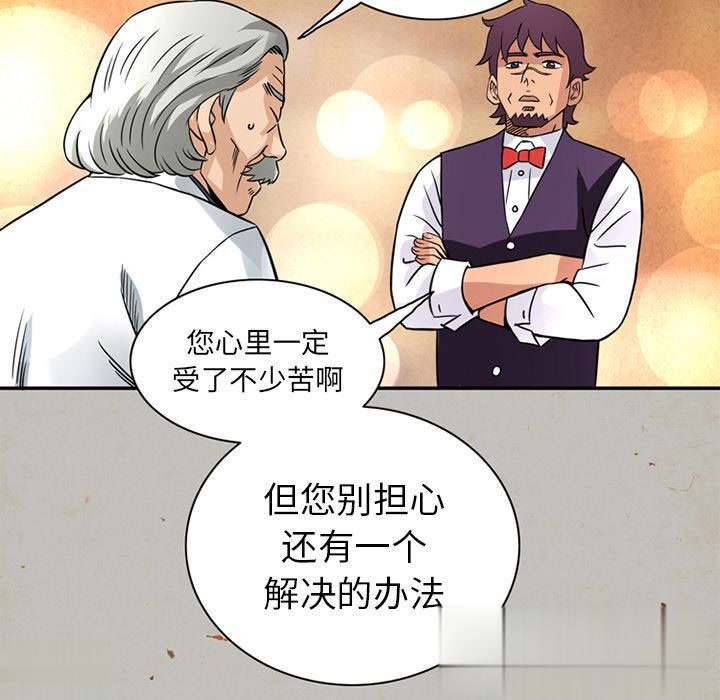 您心里一定
受了不少苦啊
但您别担心
还有一个
解决的办法